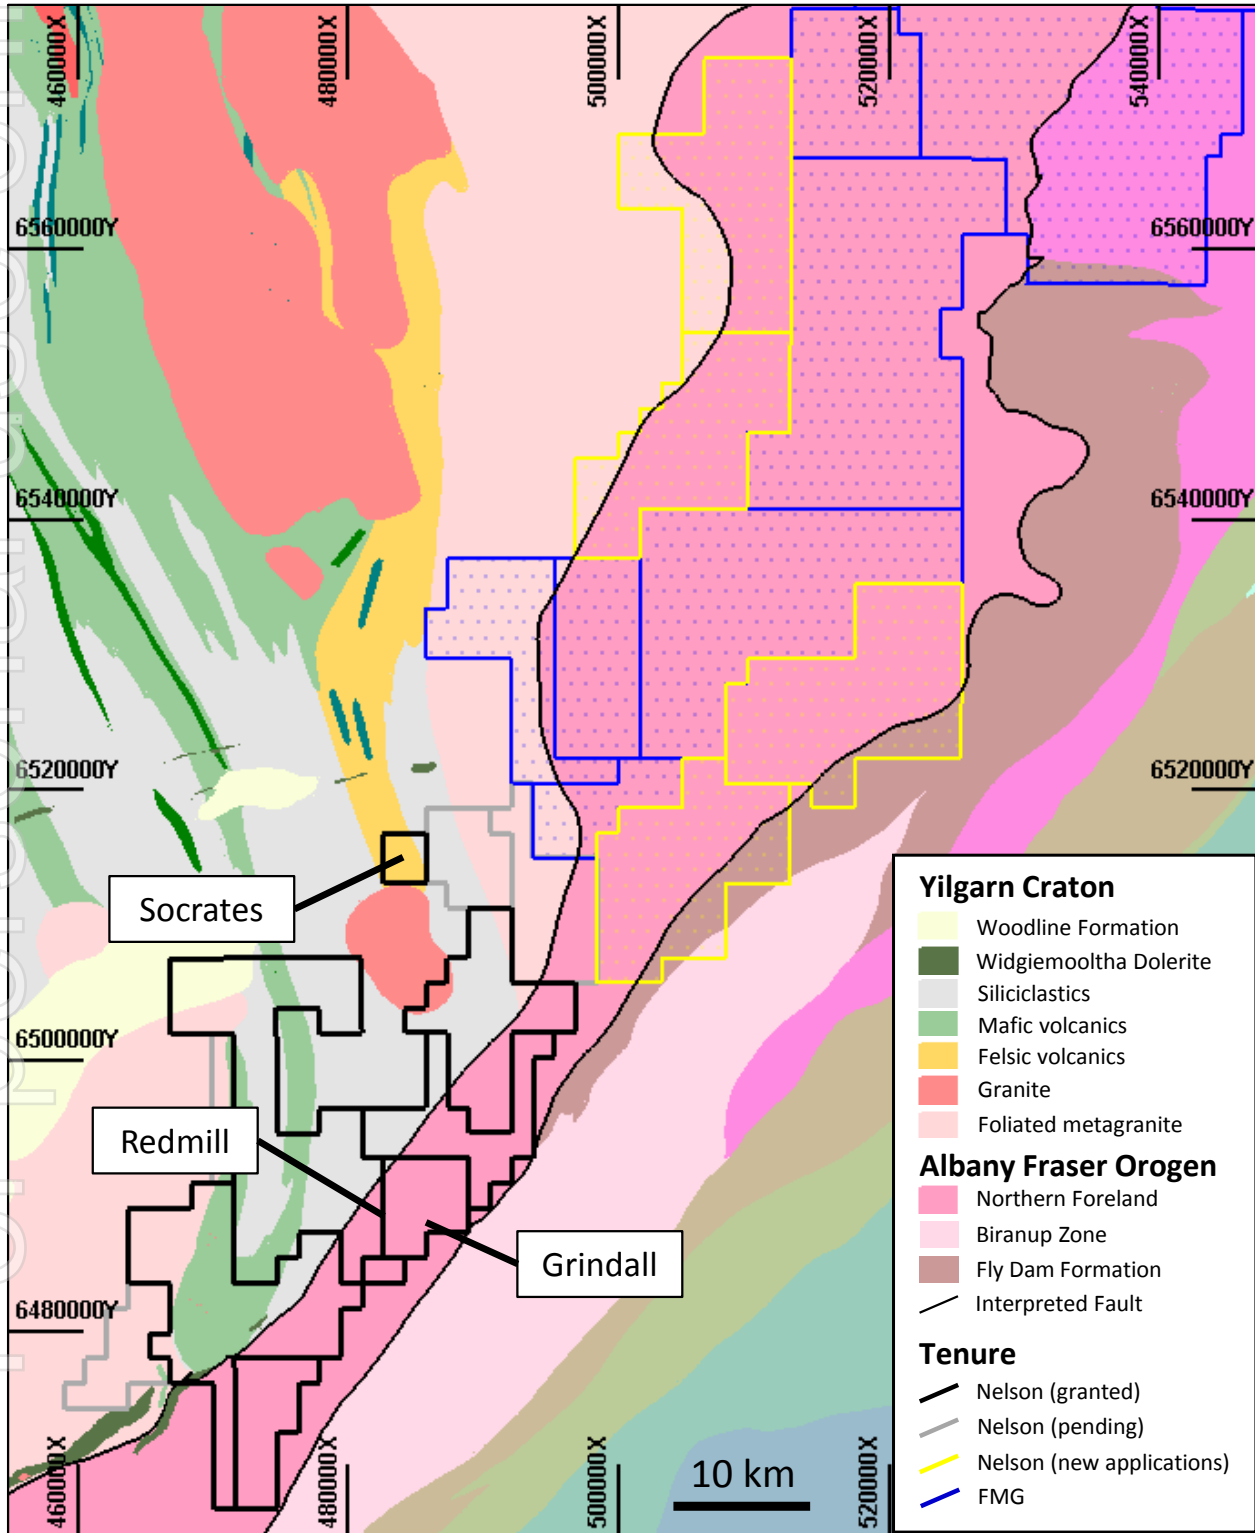 460000X
480000X
500000X
520000X
540000X
6560000Y
6560000Y
6540000Y
6540000Y
6520000Y
6520000Y
Socrates
6500000Y
Redmill
Grindall
6480000Y
460000X
480000X
500000X
520000X
10 km
Yilgarn Craton
Woodline Formation
Widgiemooltha Dolerite
Siliciclastics
Mafic volcanics
Felsic volcanics
Granite
Foliated metagranite
Albany Fraser Orogen
Northern Foreland
Biranup Zone
Fly Dam Formation
Interpreted Fault
Tenure
Nelson (granted)
Nelson (pending)
Nelson (new applications)
FMG